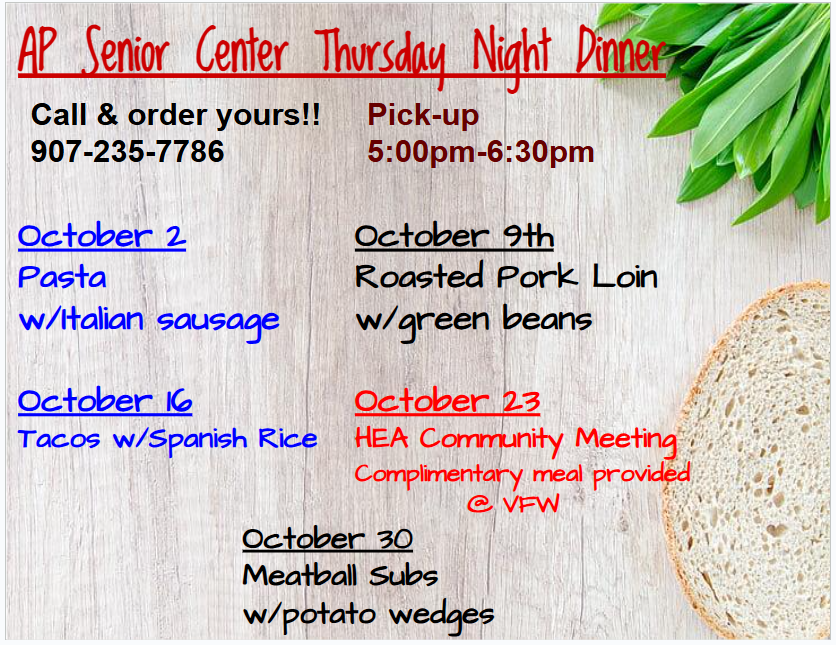 AP Senior Center Thursday Night Dinner
Call & order yours!!
907-235-7786
Pick-up
5:00pm-6:30pm
October 2
Pasta
w/Italian sausage
October 9th
Roasted Pork Loin
w/green beans
October 16
Tacos w/Spanish Rice
October 23
HEA Community Meeting
Complimentary meal provided
@ VFW
October 30
Meatball Subs
w/potato wedges